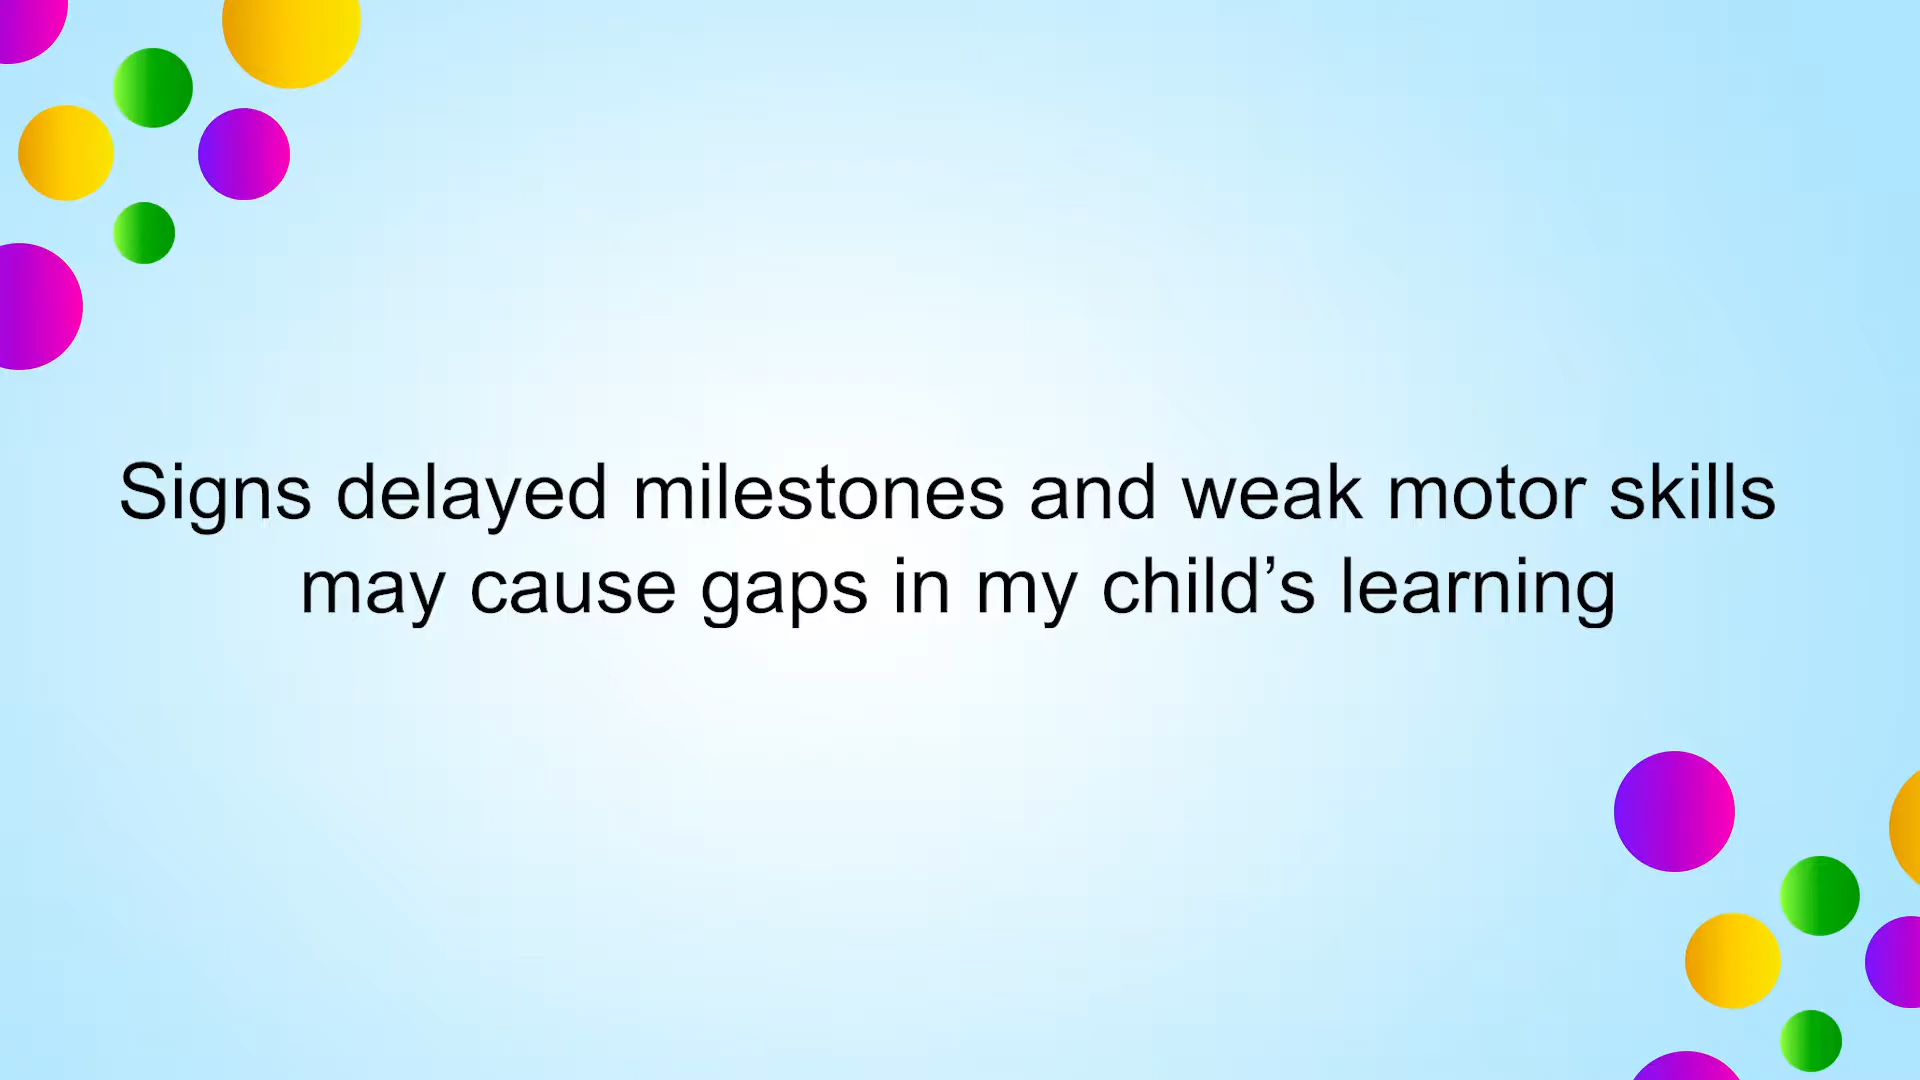 Signs delayed milestones and weak motor skills
may cause gaps in my child’s learning